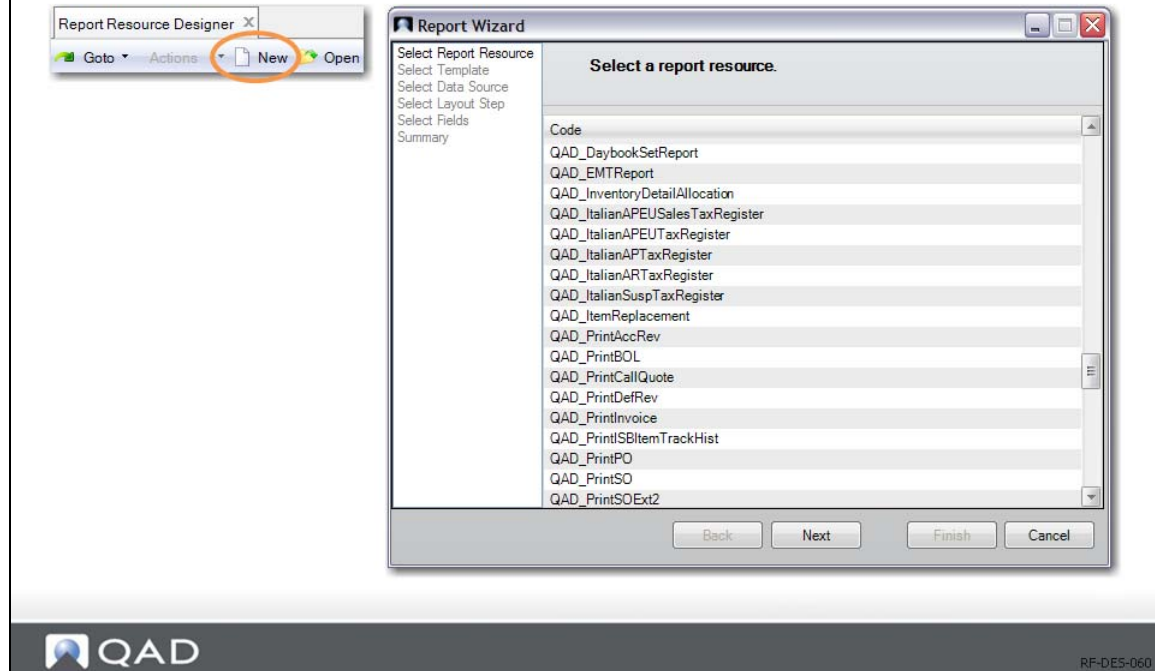 Report Resource Designer X
Goto Actions New Open
Report Wizard
Select Report Resource
Select Template
Select Data Source
Select Layout Step
Select Fields
Summary
Select a report resource.
Code
QAD_DaybookSetReport
QAD_EMTReport
QAD_InventoryDetailAllocation
QAD_ItalianAPEUSalesTaxRegister
QAD_ItalianAPEUTaxRegister
QAD_ItalianAPTaxRegister
QAD_ItalianARTaxRegister
QAD_ItalianSuspTaxRegister
QAD_ItemReplacement
QAD_PrintAccRev
QAD_PrintBOL
QAD_PrintCallQuote
QAD_PrintDefRev
QAD_PrintInvoice
QAD_PrintISBItemTrackHist
QAD_PrintPO
QAD_PrintSO
QAD_PrintSOExt2
Back Next Finish Cancel
QAD
RF-DES-060